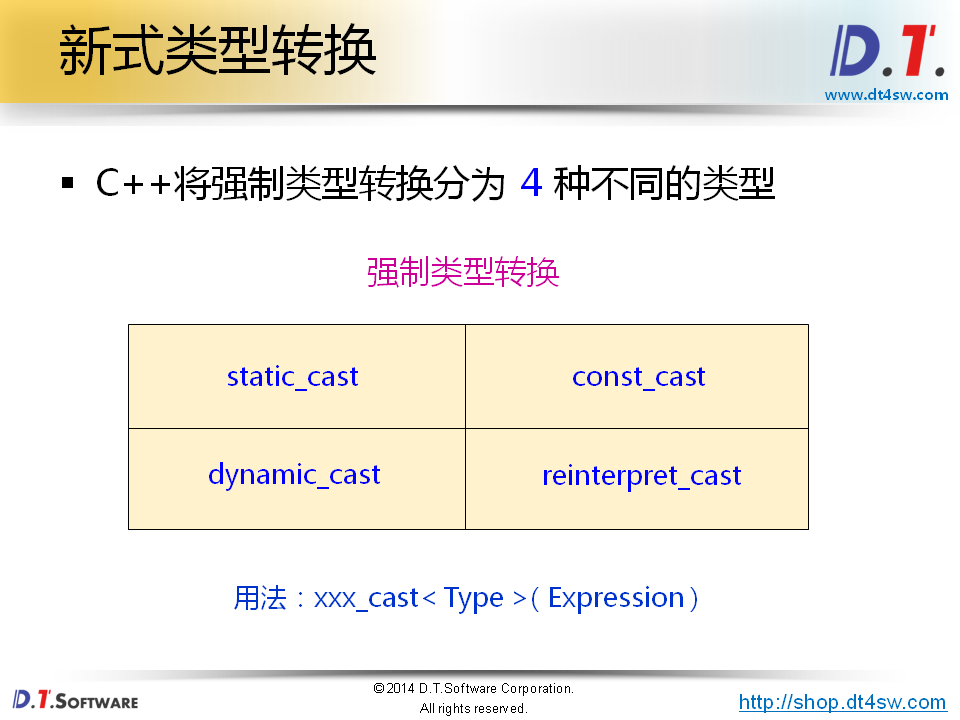 新式类型转换
D.T.
www.dt4sw.com
▪ C++将强制类型转换分为 4 种不同的类型
强制类型转换
static_cast
const_cast
dynamic_cast
reinterpret_cast
用法：xxx_cast< Type >( Expression )
D.T.SOFTWARE
©2014 D.T.Software Corporation.
All rights reserved.
http://shop.dt4sw.com